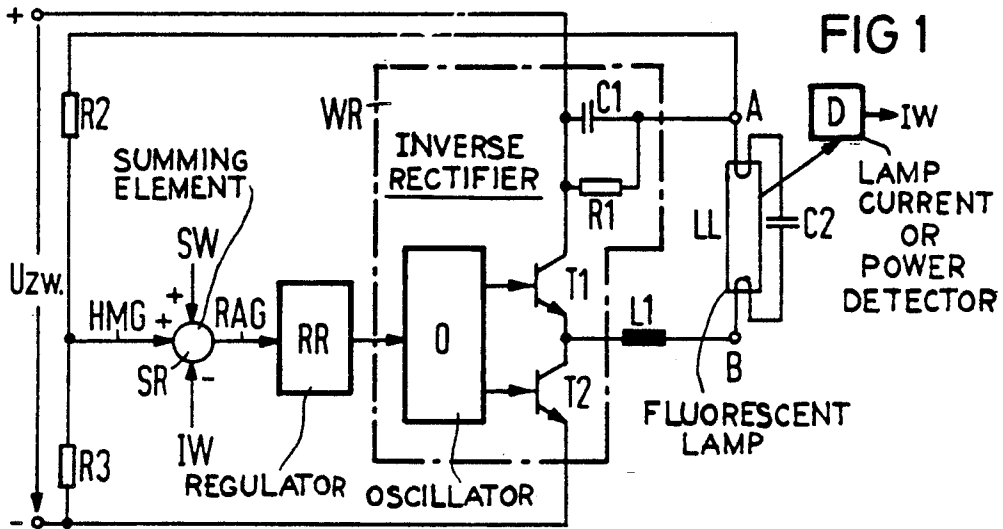 FIG 1
+
R2
WR
C1
A
D
IW
INVERSE
RECTIFIER
SUMMING
ELEMENT
R1
LAMP
CURRENT
OR
POWER
DETECTOR
LL
C2
SW
Uzw.
+
HMG
+
RAG
RR
O
T1
L1
SR
-
B
T2
IW
FLUORESCENT
LAMP
R3
REGULATOR
OSCILLATOR
-